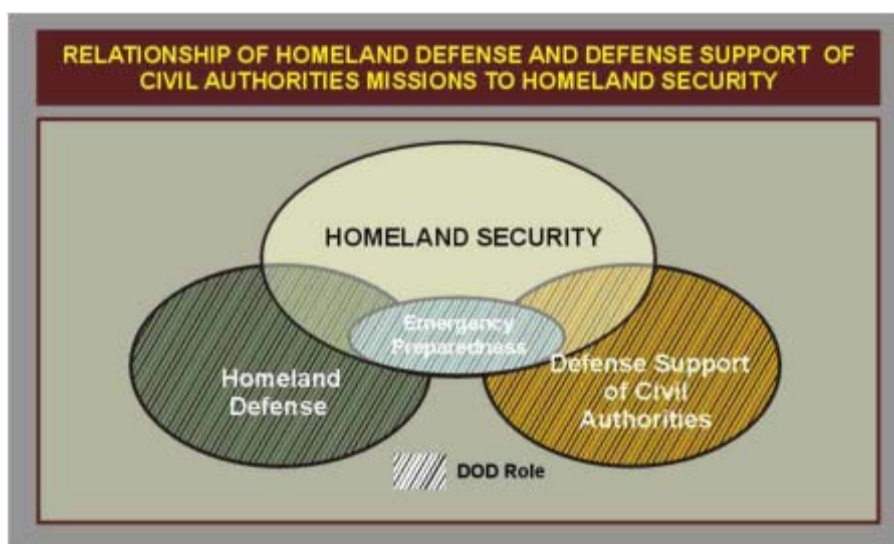 RELATIONSHIP OF HOMELAND DEFENSE AND DEFENSE SUPPORT OF
CIVIL AUTHORITIES MISSIONS TO HOMELAND SECURITY
HOMELAND SECURITY
Emergency
Preparedness
Homeland
Defense
Defense Support
of Civil
Authorities
DOD Role